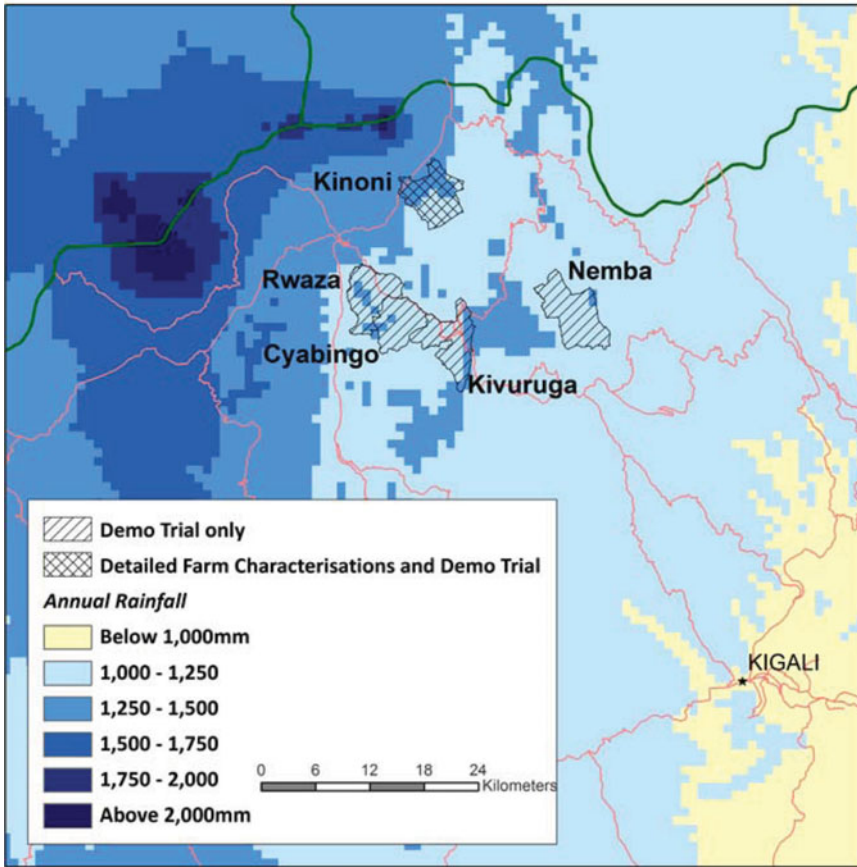 Kinoni
Rwaza
Nemba
Cyabingo
Kivuruga
KIGALI
Demo Trial only
Detailed Farm Characterisations and Demo Trial
Annual Rainfall
Below 1,000mm
1,000 - 1,250
1,250 - 1,500
1,500 - 1,750
1,750 - 2,000
Above 2,000mm
0 6 12 18 24
Kilometers